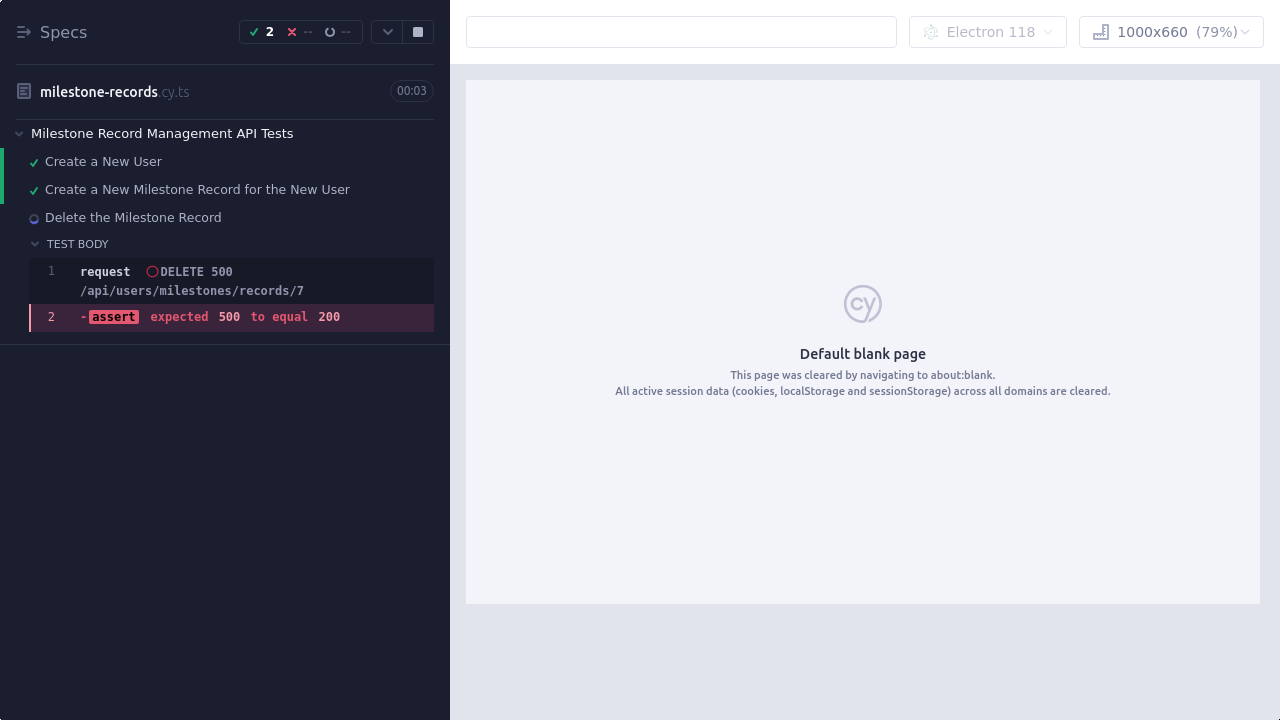 Specs
2
--
--
milestone-records.cy.ts
00:03
Milestone Record Management API Tests
Create a New User
Create a New Milestone Record for the New User
Delete the Milestone Record
TEST BODY
1 request DELETE 500
/api/users/milestones/records/7
2 -assert expected 500 to equal 200
Electron 118
1000x660 (79%)
cy
Default blank page
This page was cleared by navigating to about:blank.
All active session data (cookies, localStorage and sessionStorage) across all domains are cleared.